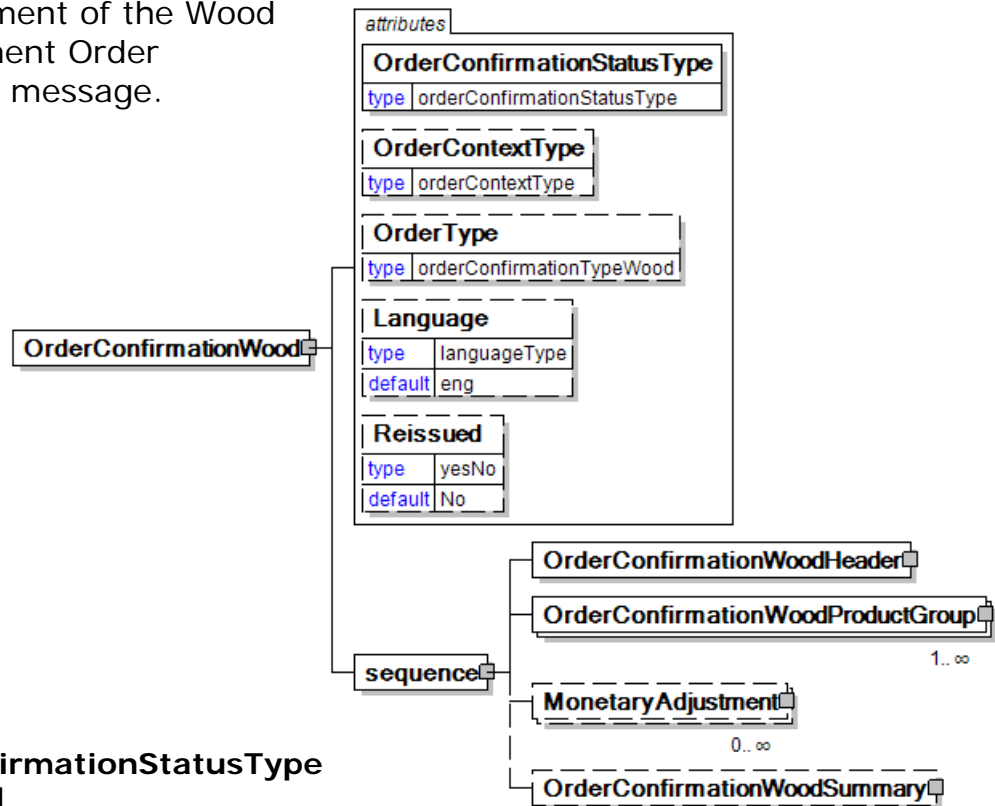 ment of the Wood
ment Order
message.
attributes
OrderConfirmationStatusType
type orderConfirmationStatusType
OrderContextType
type orderContextType
OrderType
type orderConfirmationTypeWood
Language
type languageType
default eng
Reissued
type yesNo
default No
OrderConfirmationWood
sequence
OrderConfirmationWoodHeader
OrderConfirmationWoodProductGroup
1.. ∞
MonetaryAdjustment
0.. ∞
OrderConfirmationWoodSummary
firmationStatusType